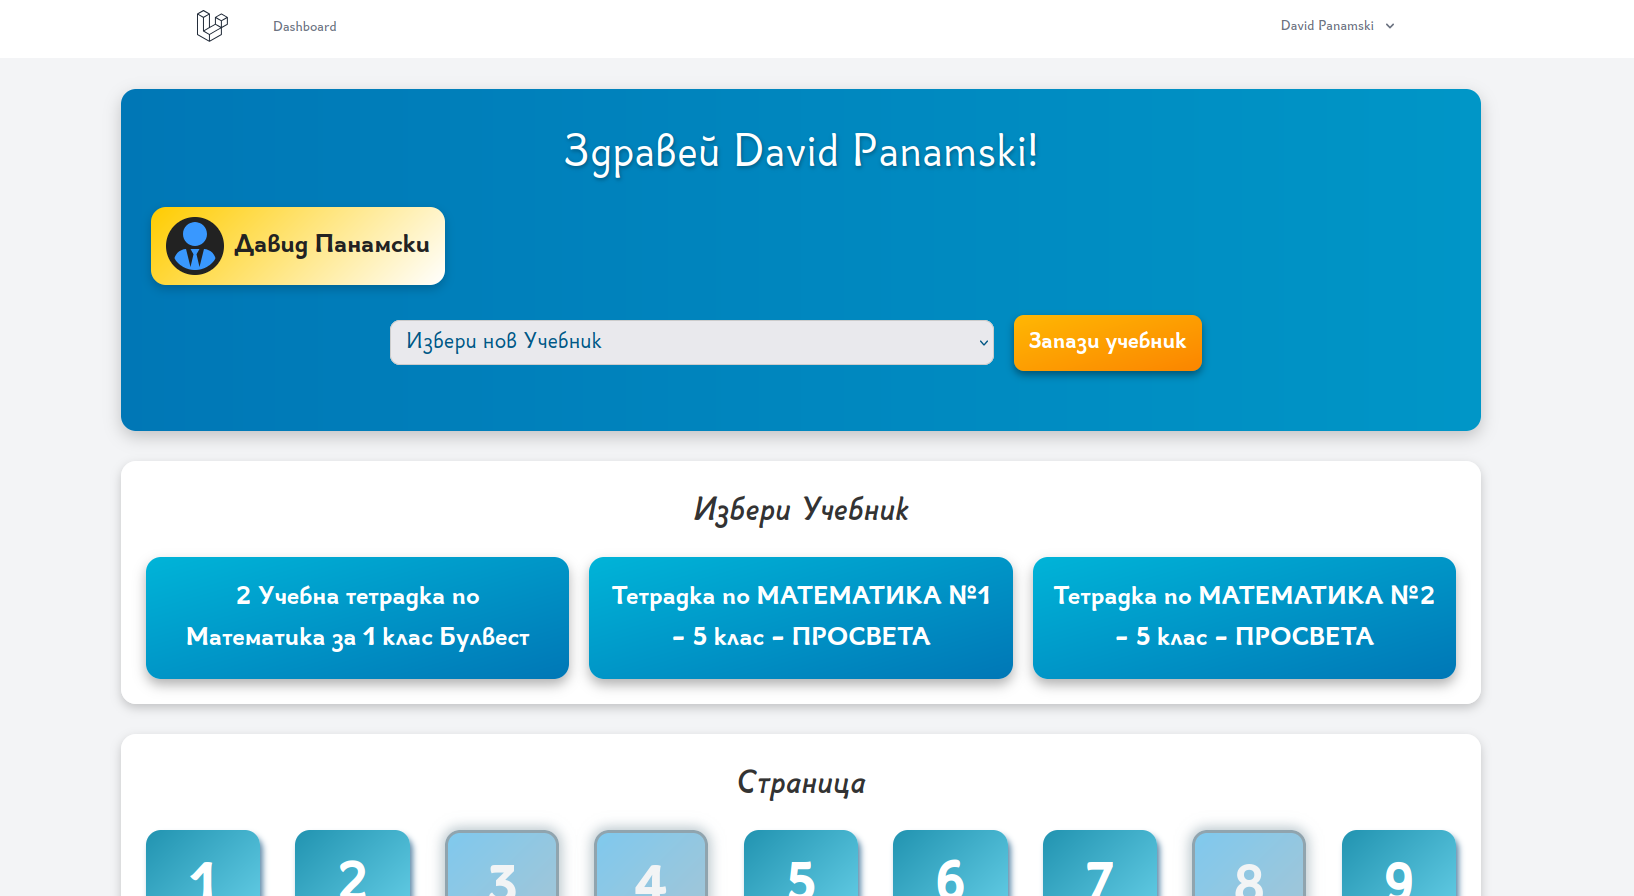 Dashboard
David Panamski
Здравей David Panamski!
Давид Панамски
Избери нов Учебник
Запази учебник
Избери Учебник
2 Учебна тетрадка по
Математика за 1 клас Булвест
Тетрадка по МАТЕМАТИКА №1
– 5 клас – ПРОСВЕТА
Тетрадка по МАТЕМАТИКА №2
– 5 клас – ПРОСВЕТА
Страница
1 2 3 4 5 6 7 8 9